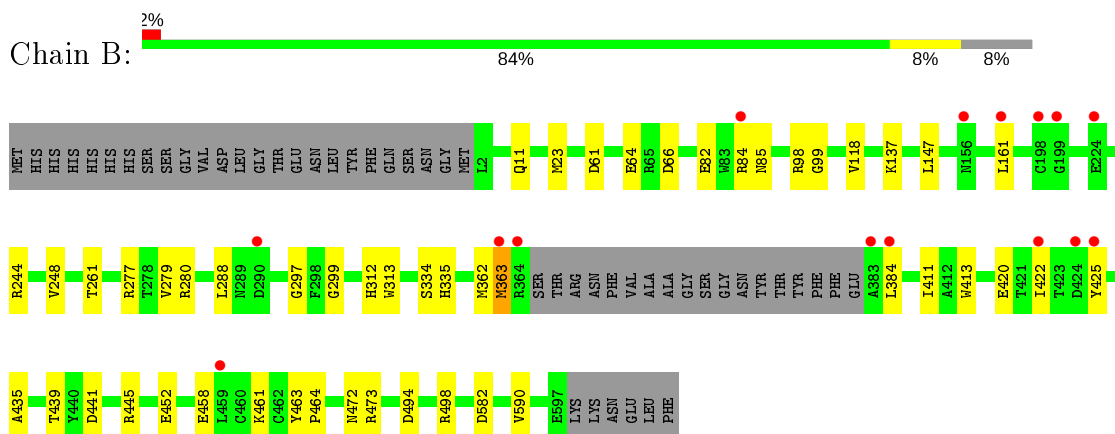 2%
Chain B:
84% 8% 8%
MET HIS HIS HIS HIS HIS HIS SER SER GLY VAL ASP LEU GLY THR GLU ASN LEU TYR PHE GLN SER ASN GLY MET L2 Q11 M23 D61 E64 R65 D66 E82 W83 R84 N85 R98 G99 V118 K137 L147 N156 L161 C198 G199 E224
R244 V248 T261 R277 T278 V279 R280 L288 N289 D290 G297 F298 G299 H312 W313 S334 H335 M362 M363 R364 SER THR ARG ASN PHE VAL ALA ALA GLY SER GLY ASN TYR THR TYR PHE PHE GLU A383 L384 I411 A412 W413 E420 T421 I422 T423 D424 Y425
A435 T439 Y440 D441 R445 E452 E458 L459 C460 K461 C462 Y463 P464 N472 R473 D494 R498 D582 V590 E597 LYS LYS ASN GLU LEU PHE